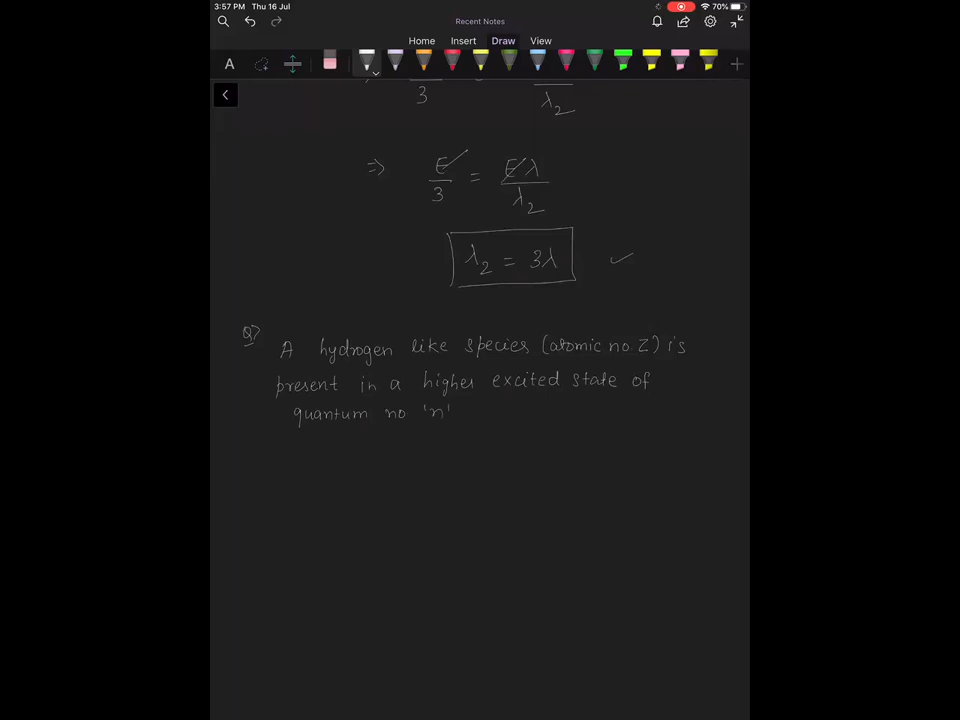 3:57 PM Thu 16 Jul
70%
Recent Notes
Home Insert Draw View
A
3
λ2
⇒ E/3 = Eλ/λ2
λ2 = 3λ ✓
Q7
A hydrogen like species (atomic no. Z) is
present in a higher excited state of
quantum no 'n'